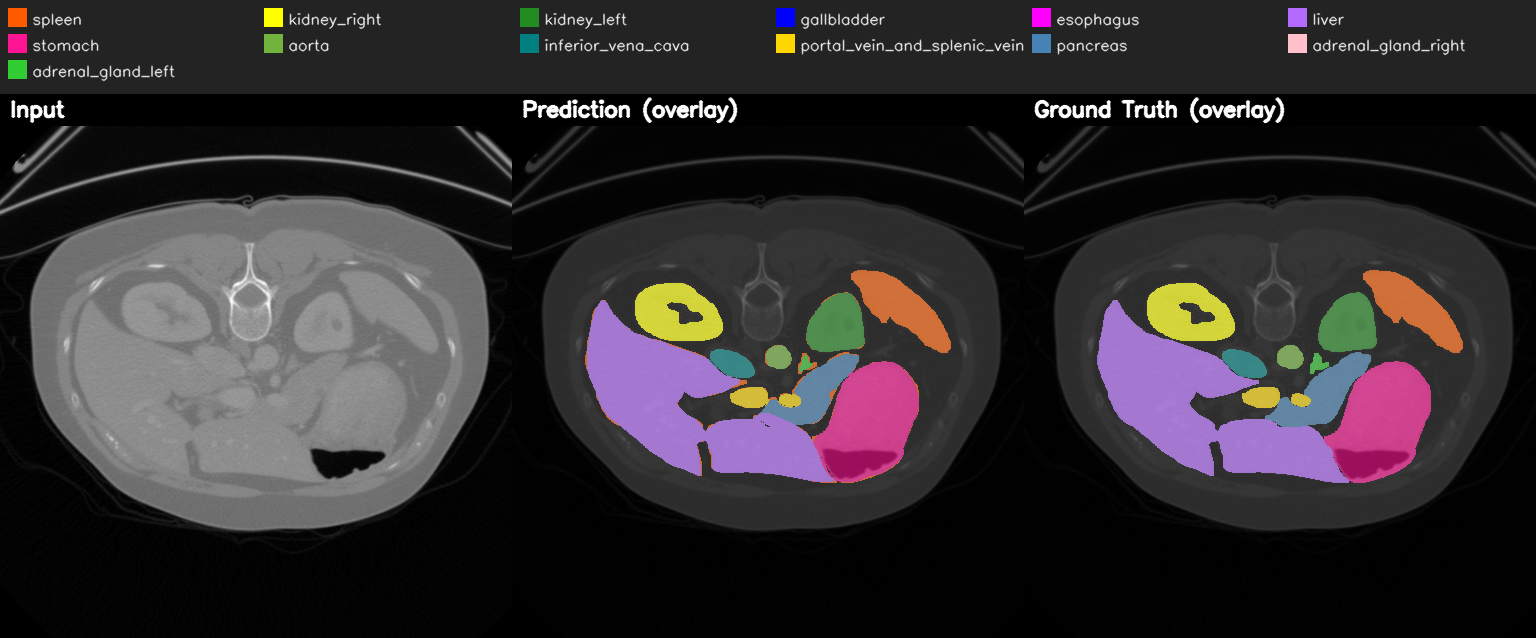 spleen kidney_right kidney_left gallbladder esophagus liver
stomach aorta inferior_vena_cava portal_vein_and_splenic_vein pancreas adrenal_gland_right
adrenal_gland_left
Input Prediction (overlay) Ground Truth (overlay)